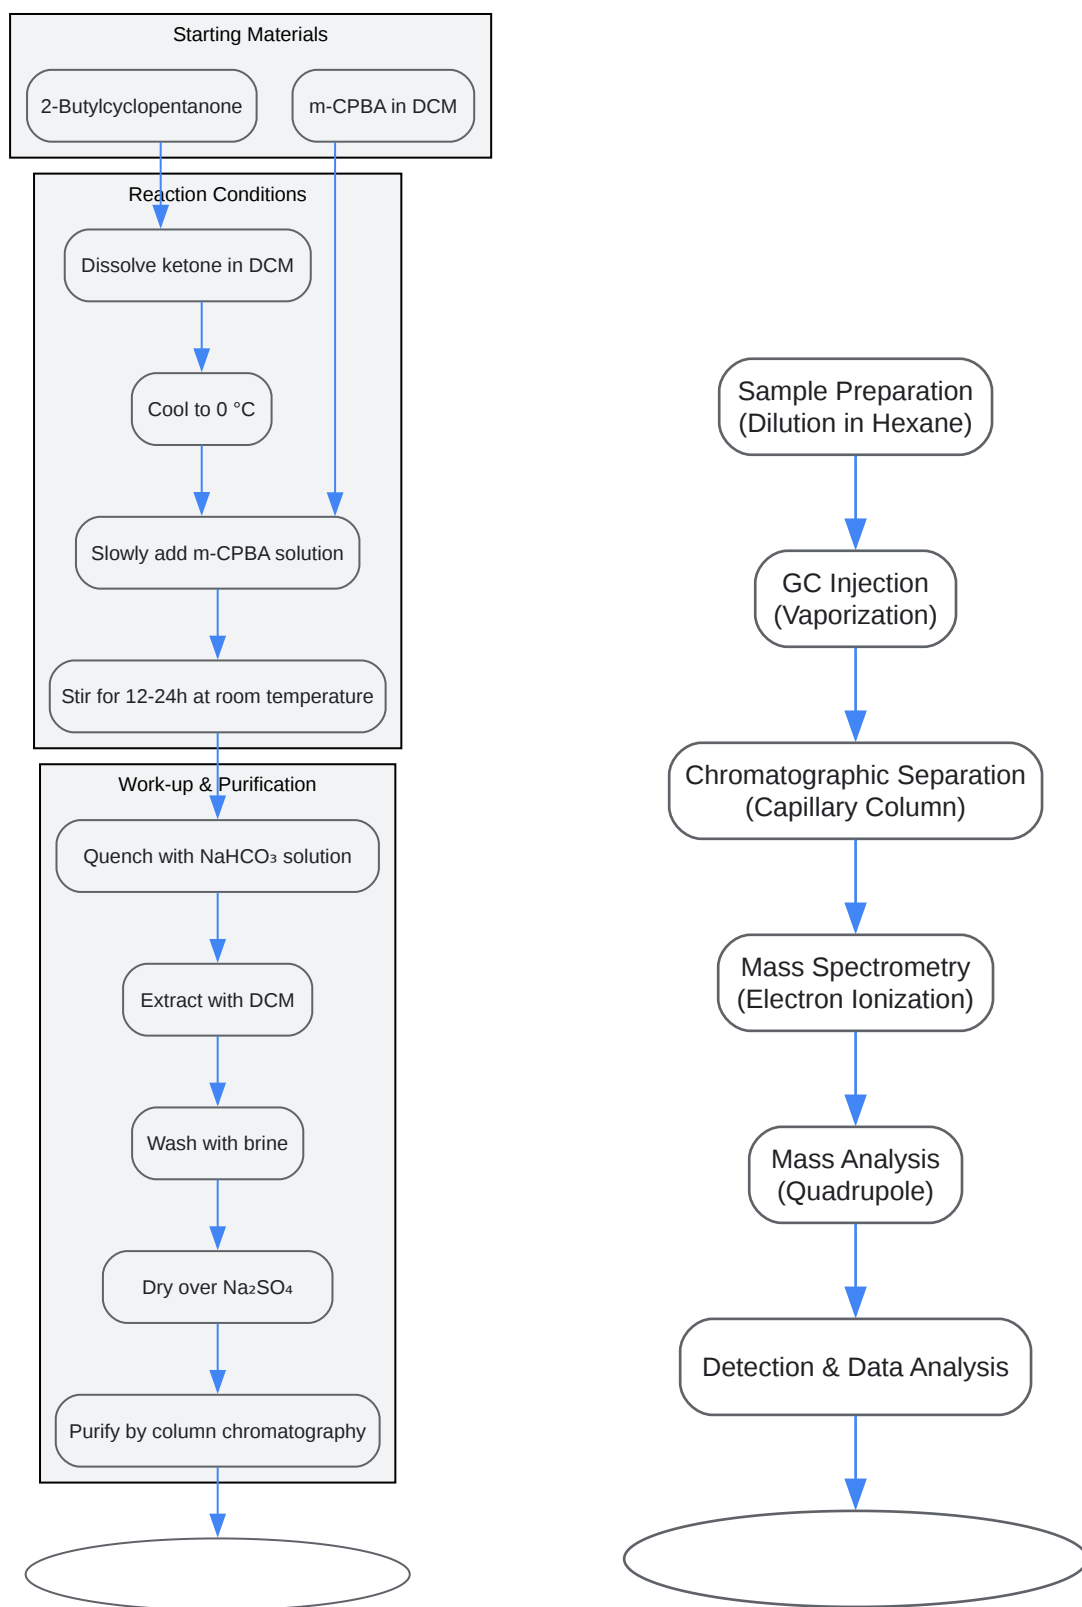 Starting Materials
2-Butylcyclopentanone
m-CPBA in DCM
Reaction Conditions
Dissolve ketone in DCM
Cool to 0 °C
Slowly add m-CPBA solution
Stir for 12-24h at room temperature
Work-up & Purification
Quench with NaHCO₃ solution
Extract with DCM
Wash with brine
Dry over Na₂SO₄
Purify by column chromatography
Sample Preparation
(Dilution in Hexane)
GC Injection
(Vaporization)
Chromatographic Separation
(Capillary Column)
Mass Spectrometry
(Electron Ionization)
Mass Analysis
(Quadrupole)
Detection & Data Analysis